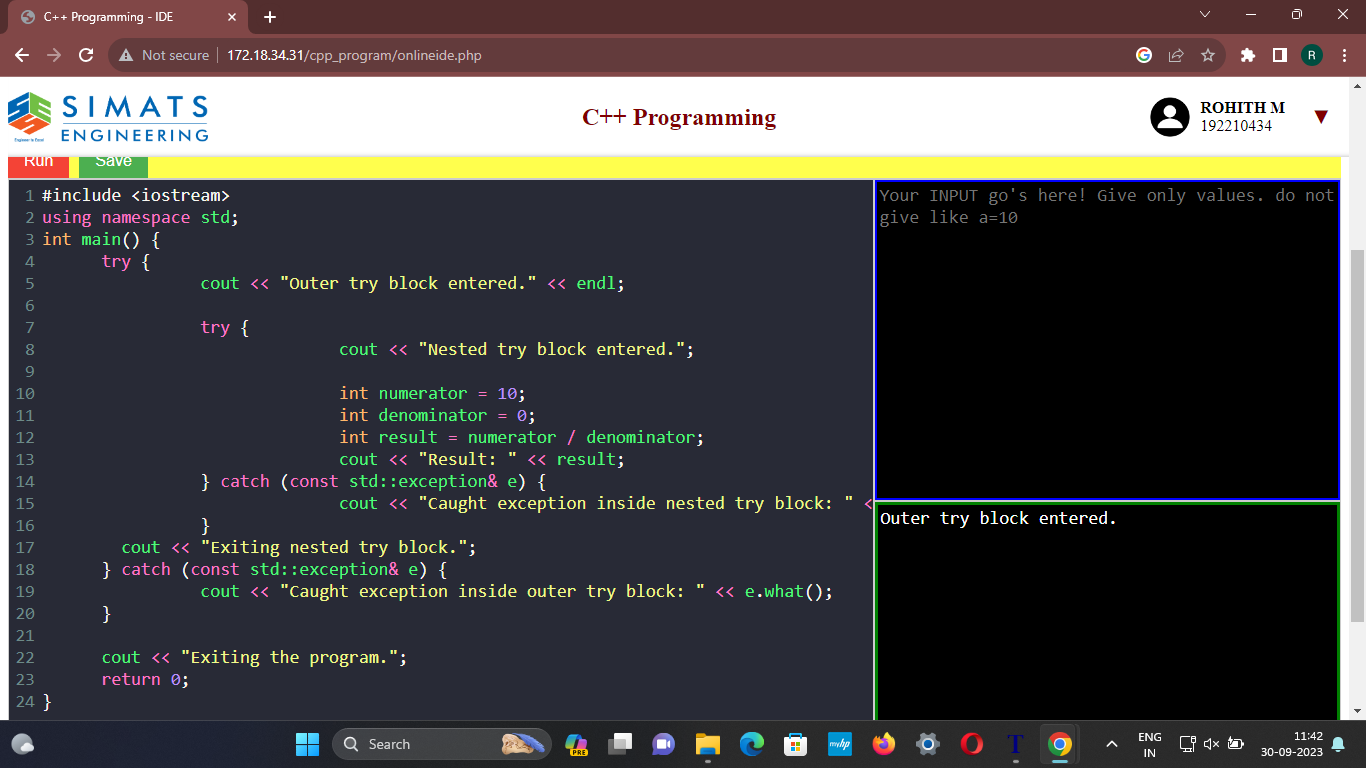 C++ Programming - IDE
Not secure
172.18.34.31/cpp_program/onlineide.php
R
SIMATS
ENGINEERING
Engineer to Excel
C++ Programming
ROHITH M
192210434
Run
Save
1 #include <iostream>
2 using namespace std;
3 int main() {
4 try {
5 cout << "Outer try block entered." << endl;
6
7 try {
8 cout << "Nested try block entered.";
9
10 int numerator = 10;
11 int denominator = 0;
12 int result = numerator / denominator;
13 cout << "Result: " << result;
14 } catch (const std::exception& e) {
15 cout << "Caught exception inside nested try block: " <
16 }
17 cout << "Exiting nested try block.";
18 } catch (const std::exception& e) {
19 cout << "Caught exception inside outer try block: " << e.what();
20 }
21
22 cout << "Exiting the program.";
23 return 0;
24 }
Your INPUT go's here! Give only values. do not
give like a=10
Outer try block entered.
Search
PRE
myhp
T
ENG
IN
11:42
30-09-2023